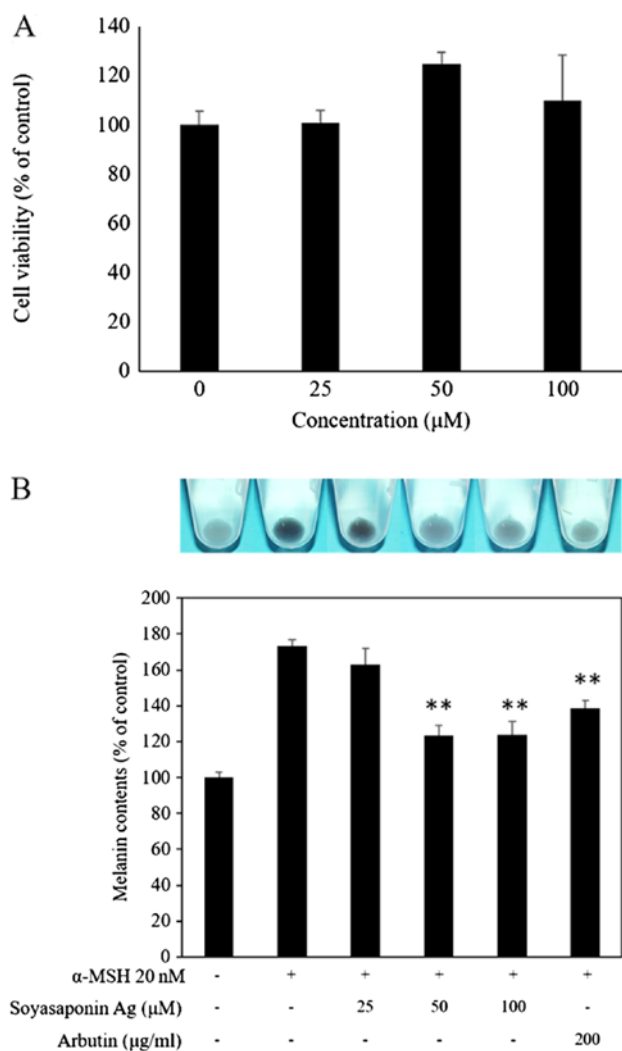 A
140
120
100
80
60
40
20
0
Cell viability (% of control)
0 25 50 100
Concentration (μM)
B
200
180
160
140
120
100
80
60
40
20
0
Melanin contents (% of control)
** ** **
α-MSH 20 nM - + + + + +
Soyasaponin Ag (μM) - - 25 50 100 -
Arbutin (μg/ml) - - - - - 200